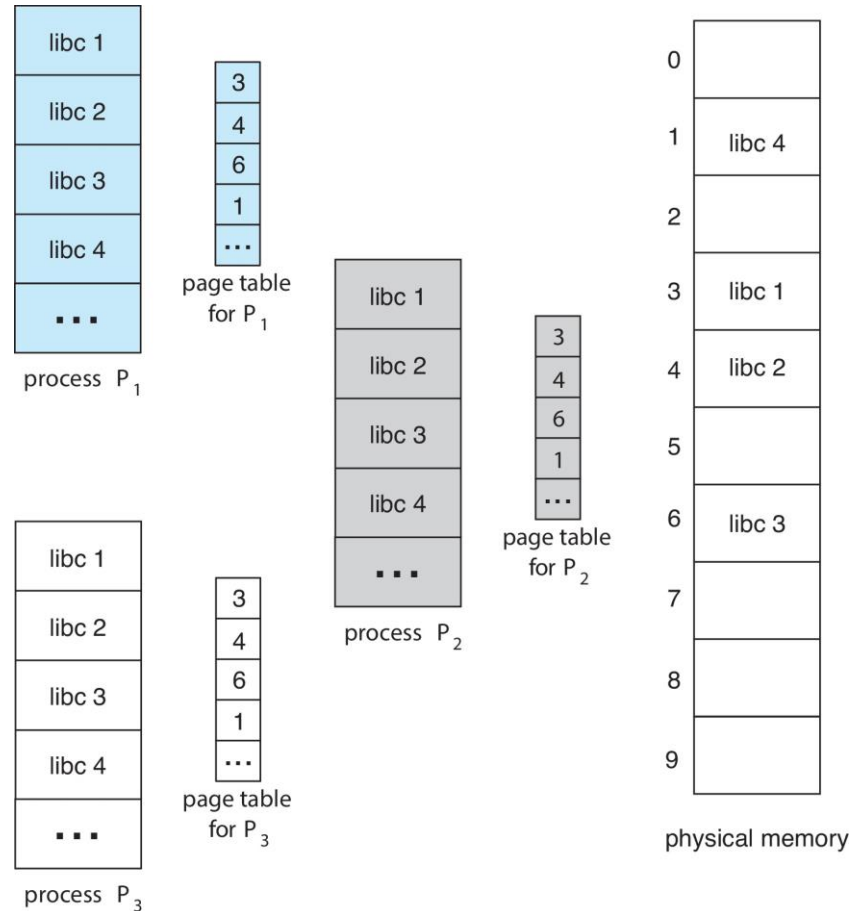 libc 1
libc 2
libc 3
libc 4
...
process P₁
3
4
6
1
...
page table
for P₁
libc 1
libc 2
libc 3
libc 4
...
process P₂
3
4
6
1
...
page table
for P₂
libc 1
libc 2
libc 3
libc 4
...
process P₃
3
4
6
1
...
page table
for P₃
0
1 libc 4
2
3 libc 1
4 libc 2
5
6 libc 3
7
8
9
physical memory